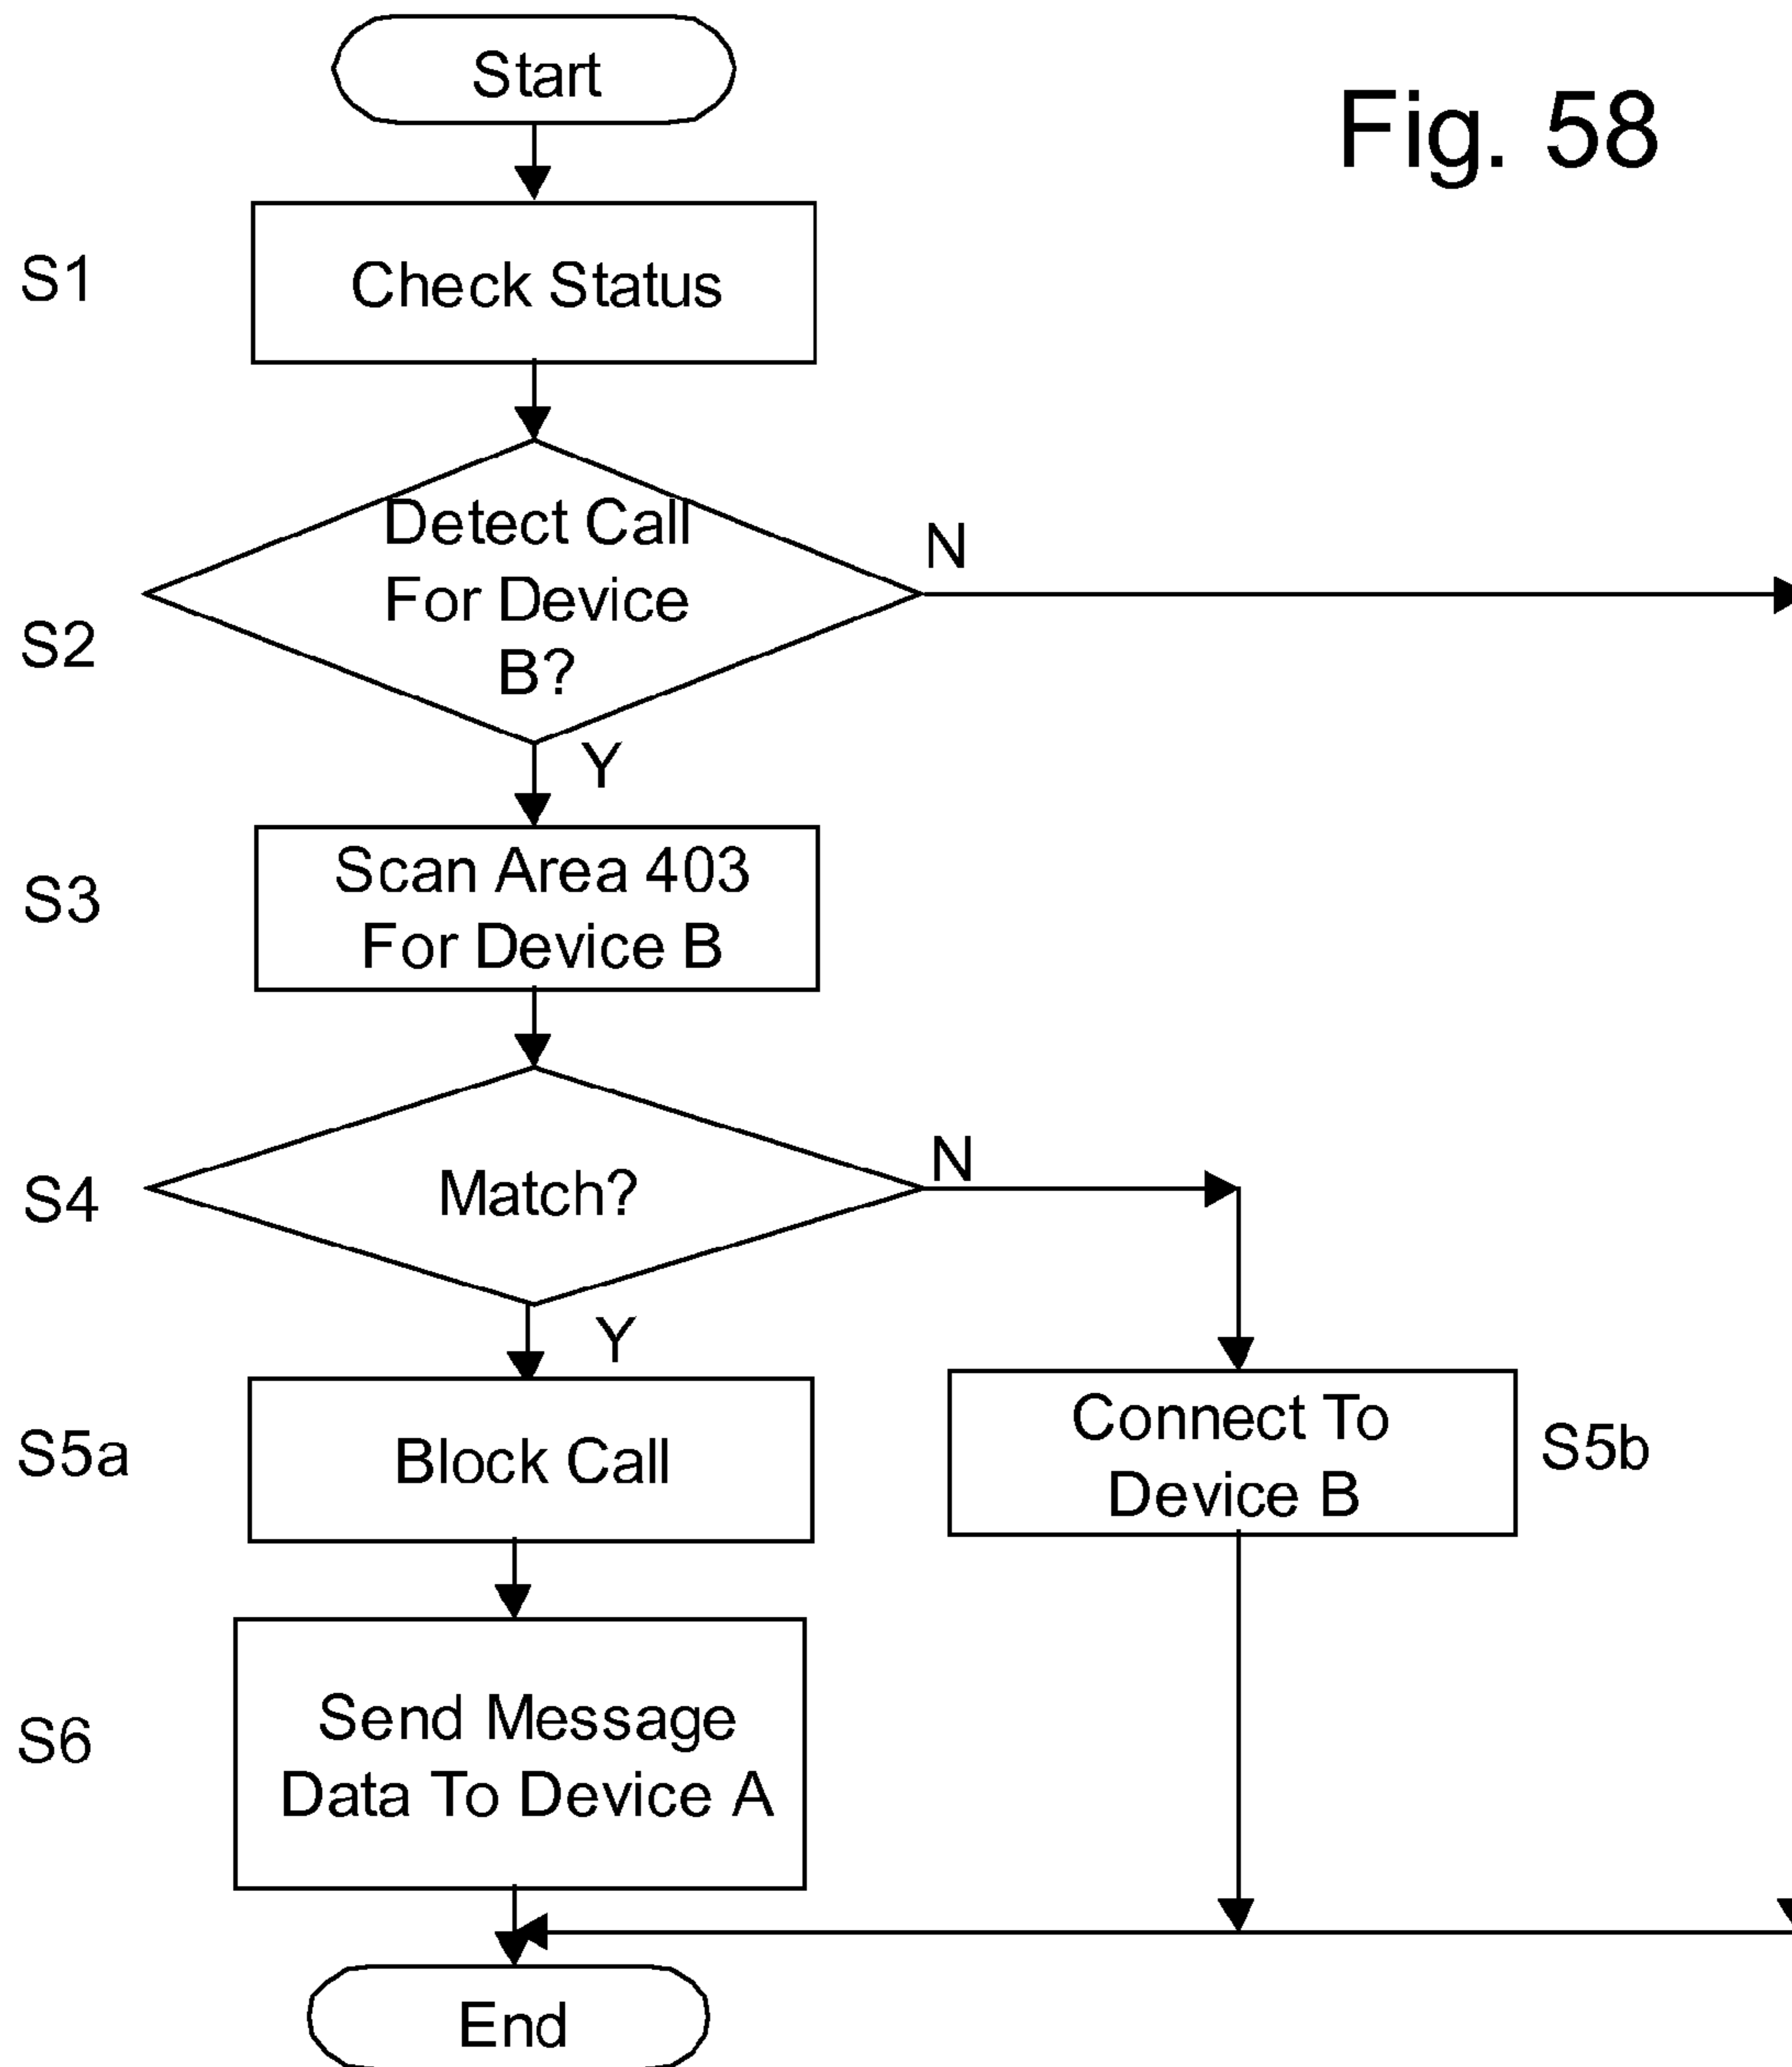 Start
Fig. 58
S1
Check Status
Detect Call
For Device
B?
N
S2
Y
S3
Scan Area 403
For Device B
S4
Match?
N
Y
S5a
Block Call
Connect To
Device B
S5b
S6
Send Message
Data To Device A
End